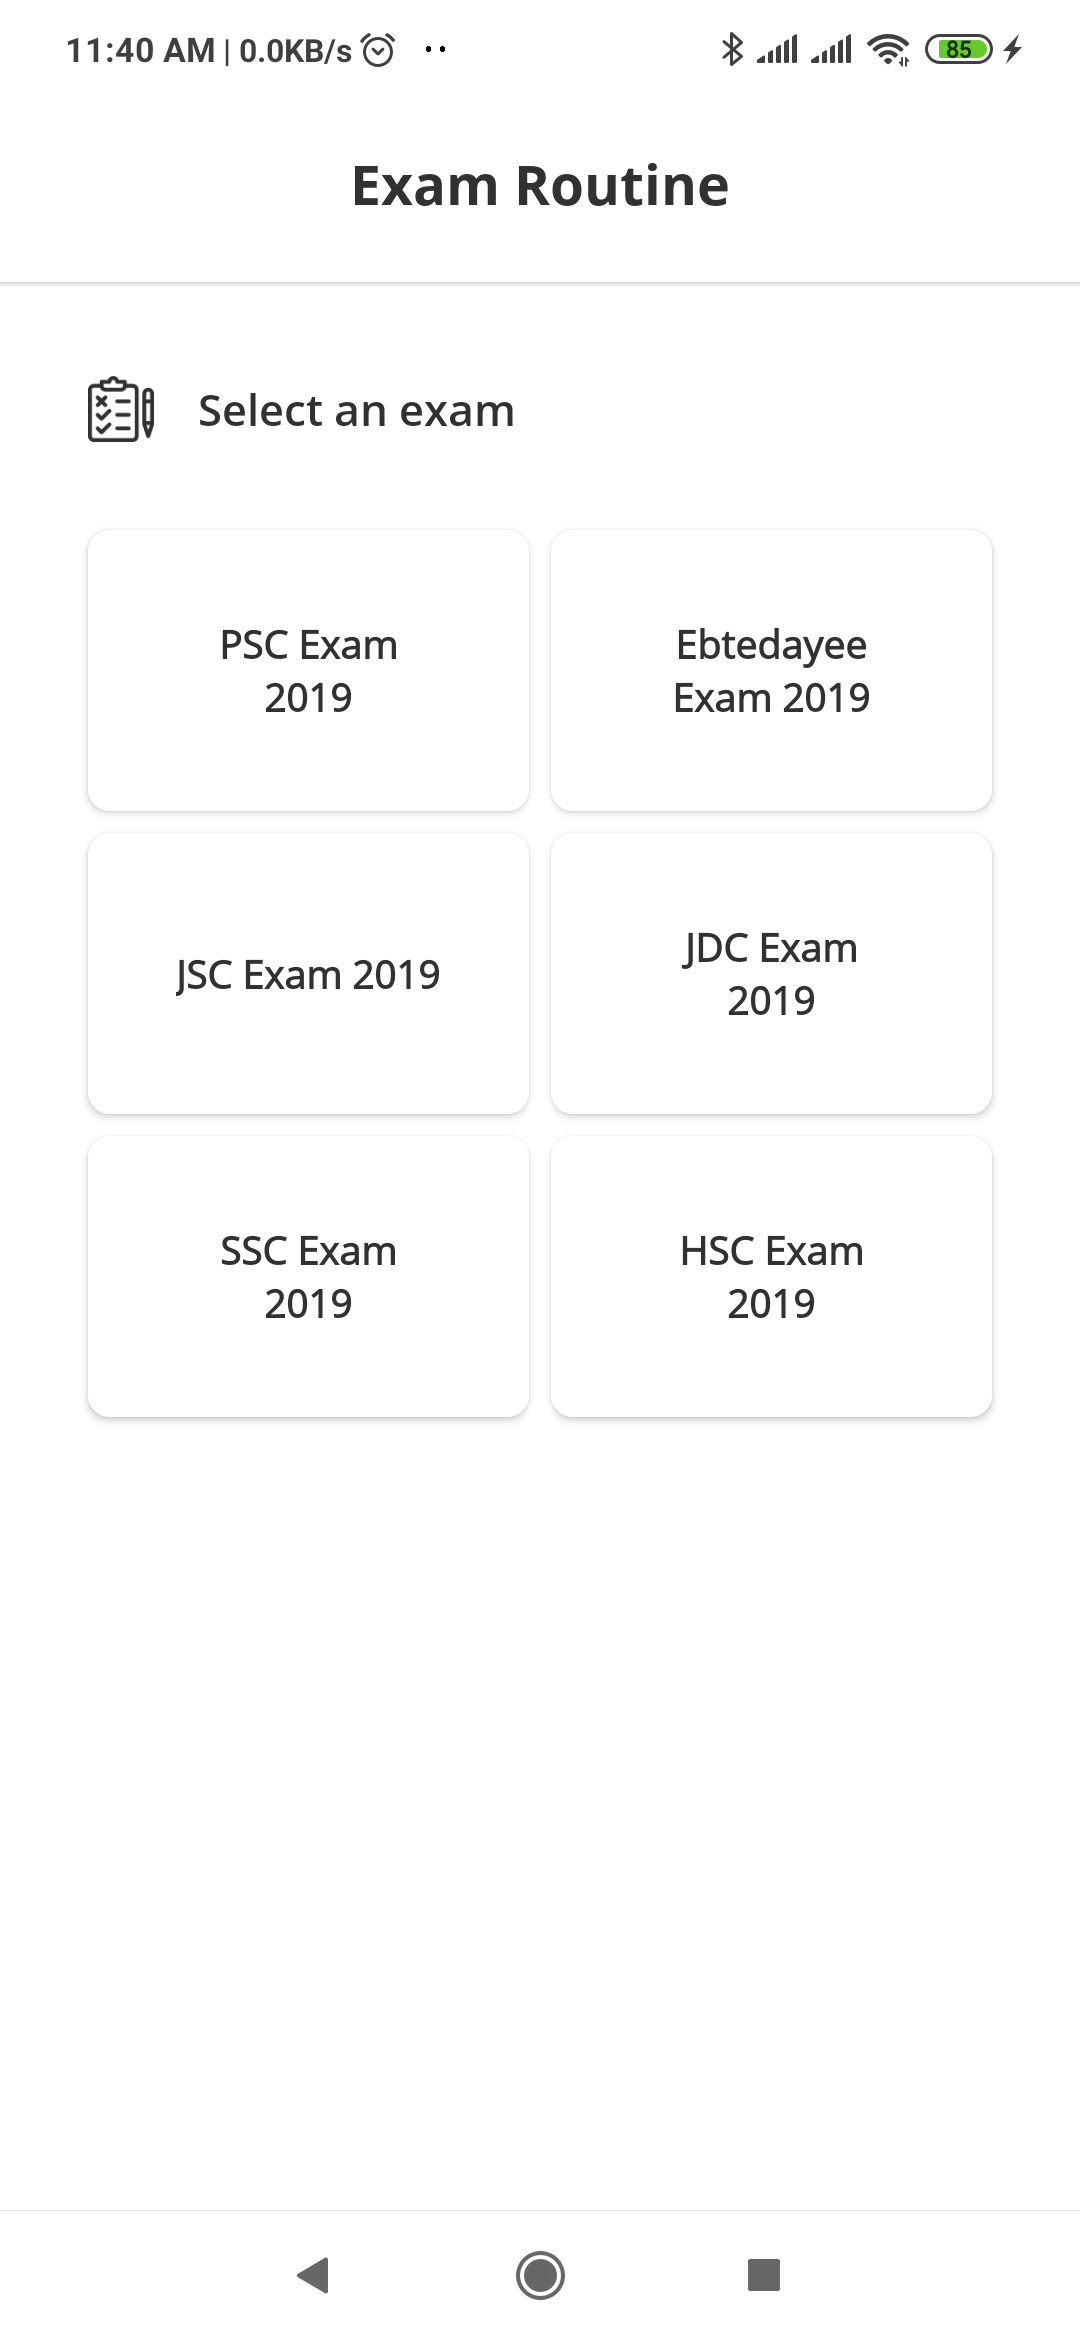 11:40 AM | 0.0KB/s
85
Exam Routine
Select an exam
PSC Exam
2019
Ebtedayee
Exam 2019
JSC Exam 2019
JDC Exam
2019
SSC Exam
2019
HSC Exam
2019